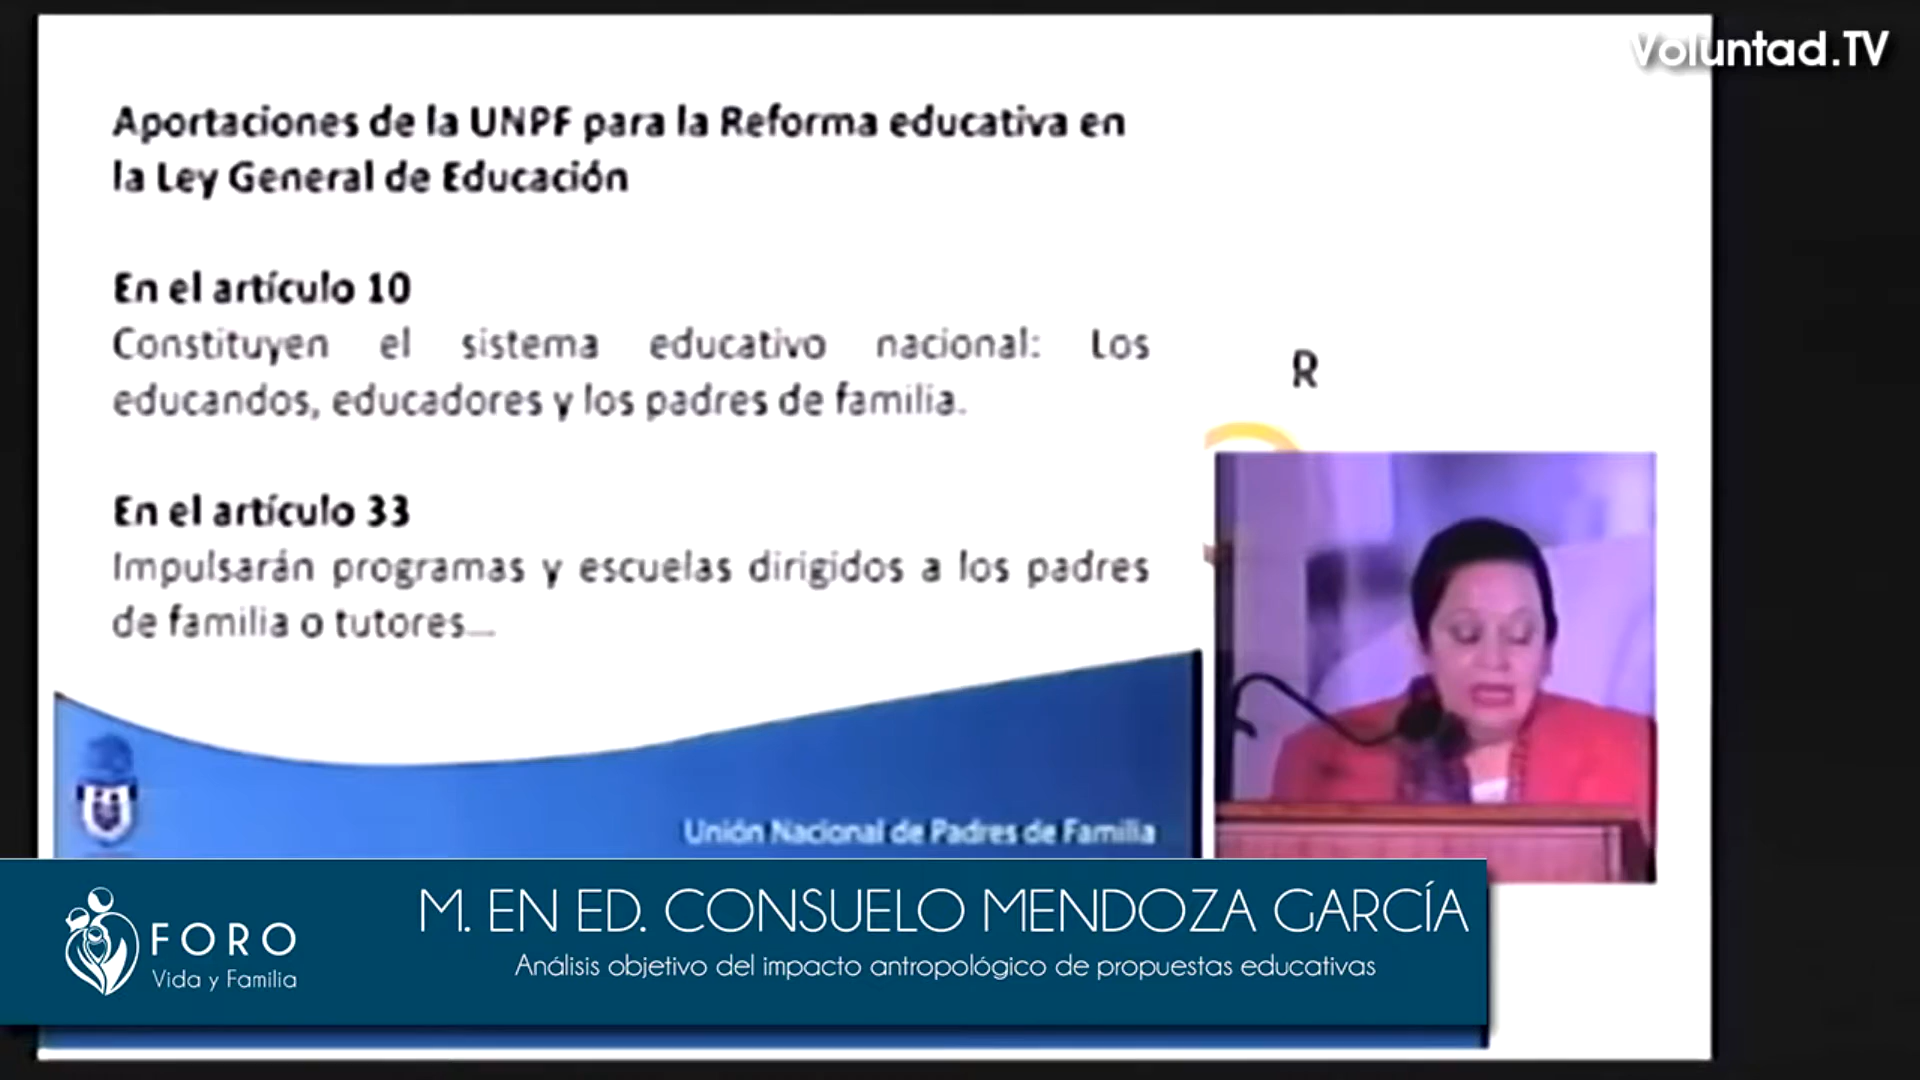 Voluntad.TV
Aportaciones de la UNPF para la Reforma educativa en
la Ley General de Educación
En el artículo 10
Constituyen el sistema educativo nacional: Los
educandos, educadores y los padres de familia.
R
En el artículo 33
Impulsarán programas y escuelas dirigidos a los padres
de familia o tutores...
Unión Nacional de Padres de Familia
FORO
Vida y Familia
M. EN ED. CONSUELO MENDOZA GARCÍA
Análisis objetivo del impacto antropológico de propuestas educativas